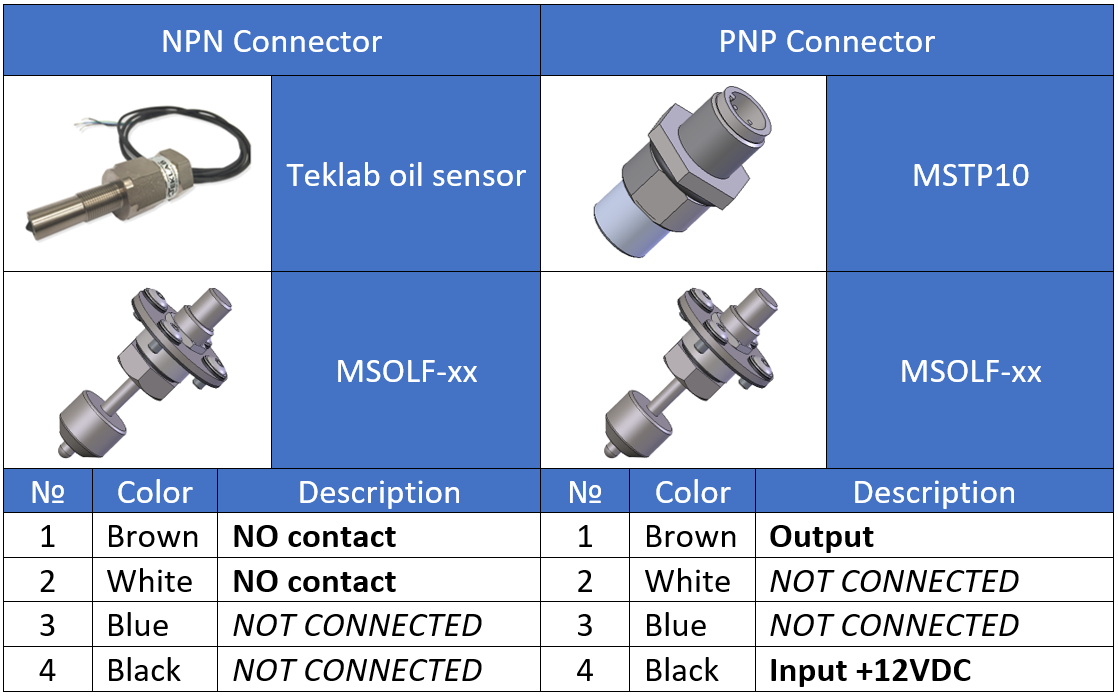 NPN Connector PNP Connector
Teklab oil sensor MSTP10
MSOLF-xx MSOLF-xx
№ Color Description № Color Description
1 Brown NO contact 1 Brown Output
2 White NO contact 2 White NOT CONNECTED
3 Blue NOT CONNECTED 3 Blue NOT CONNECTED
4 Black NOT CONNECTED 4 Black Input +12VDC